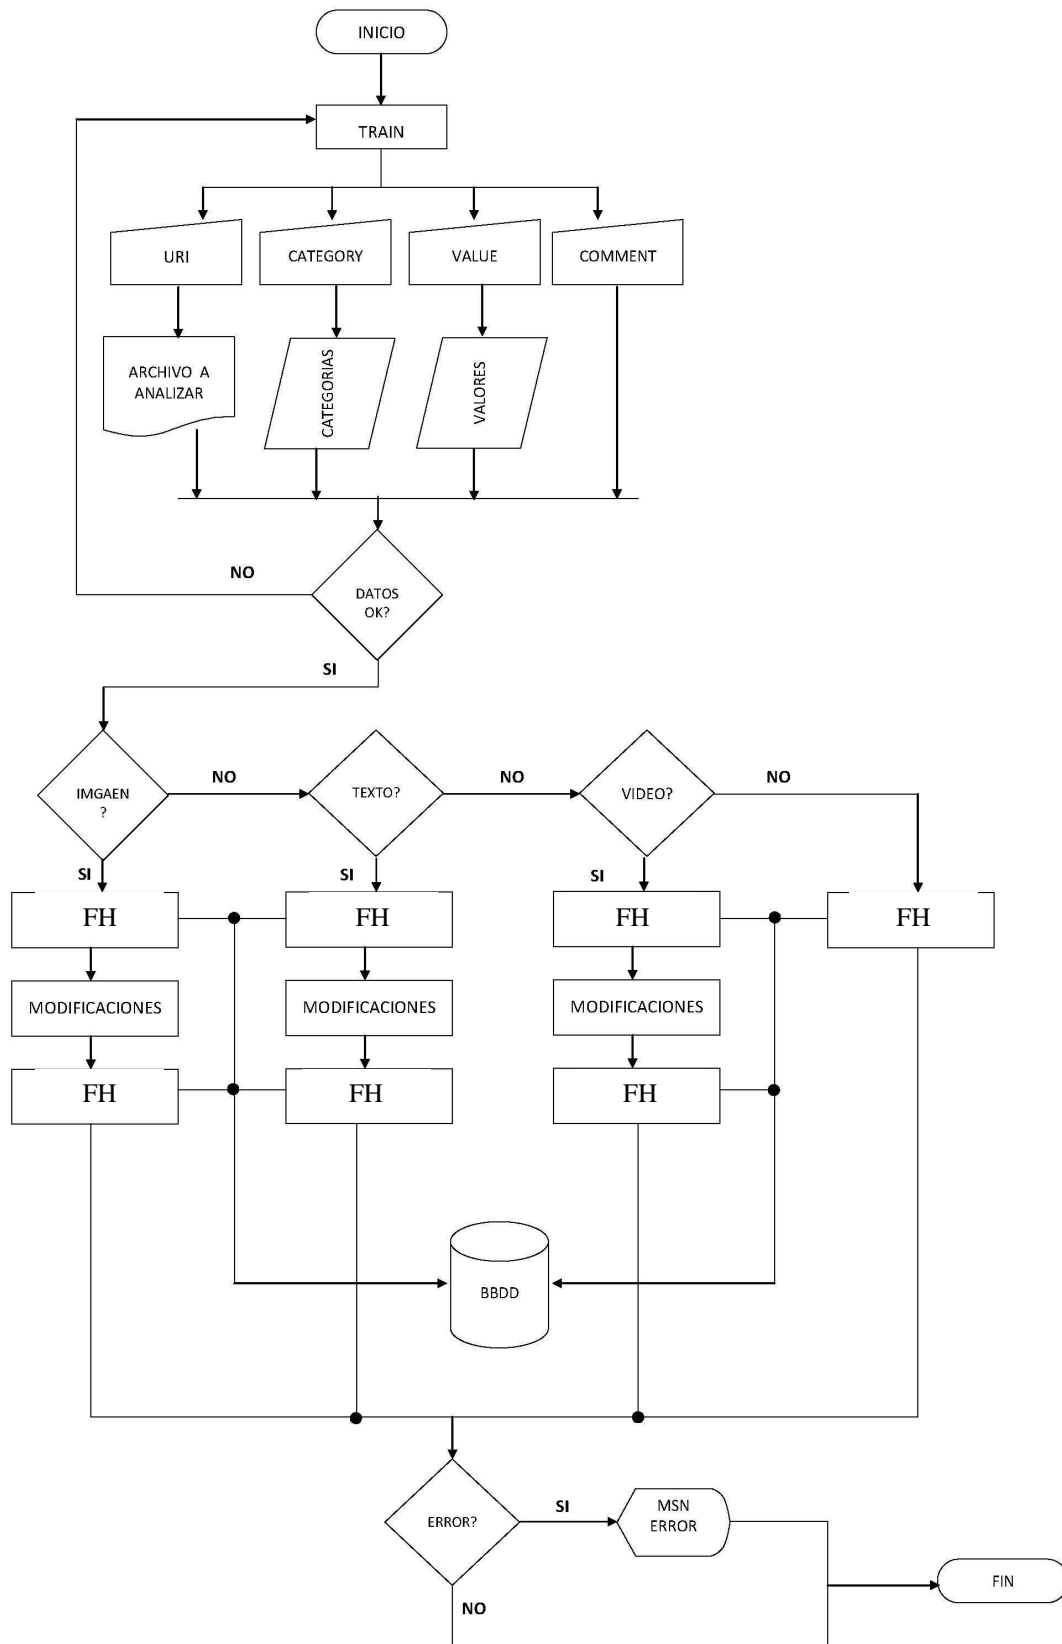 INICIO
TRAIN
URI
CATEGORY
VALUE
COMMENT
ARCHIVO A
ANALIZAR
CATEGORIAS
VALORES
NO
DATOS
OK?
SI
IMGAEN
?
NO
TEXTO?
NO
VIDEO?
NO
SI
SI
SI
FH
FH
FH
FH
MODIFICACIONES
MODIFICACIONES
MODIFICACIONES
FH
FH
FH
BBDD
ERROR?
SI
MSN
ERROR
NO
FIN